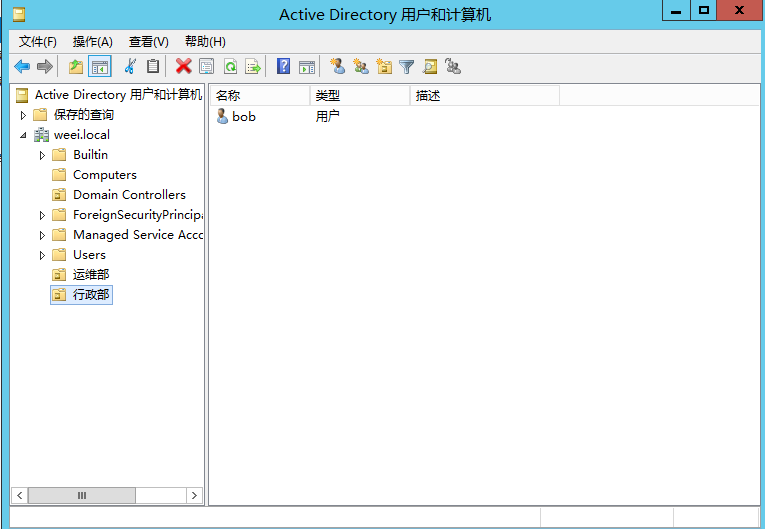 Active Directory 用户和计算机
文件(F) 操作(A) 查看(V) 帮助(H)
Active Directory 用户和计算机
保存的查询
weei.local
Builtin
Computers
Domain Controllers
ForeignSecurityPrincipa
Managed Service Acco
Users
运维部
行政部
名称 类型 描述
bob 用户